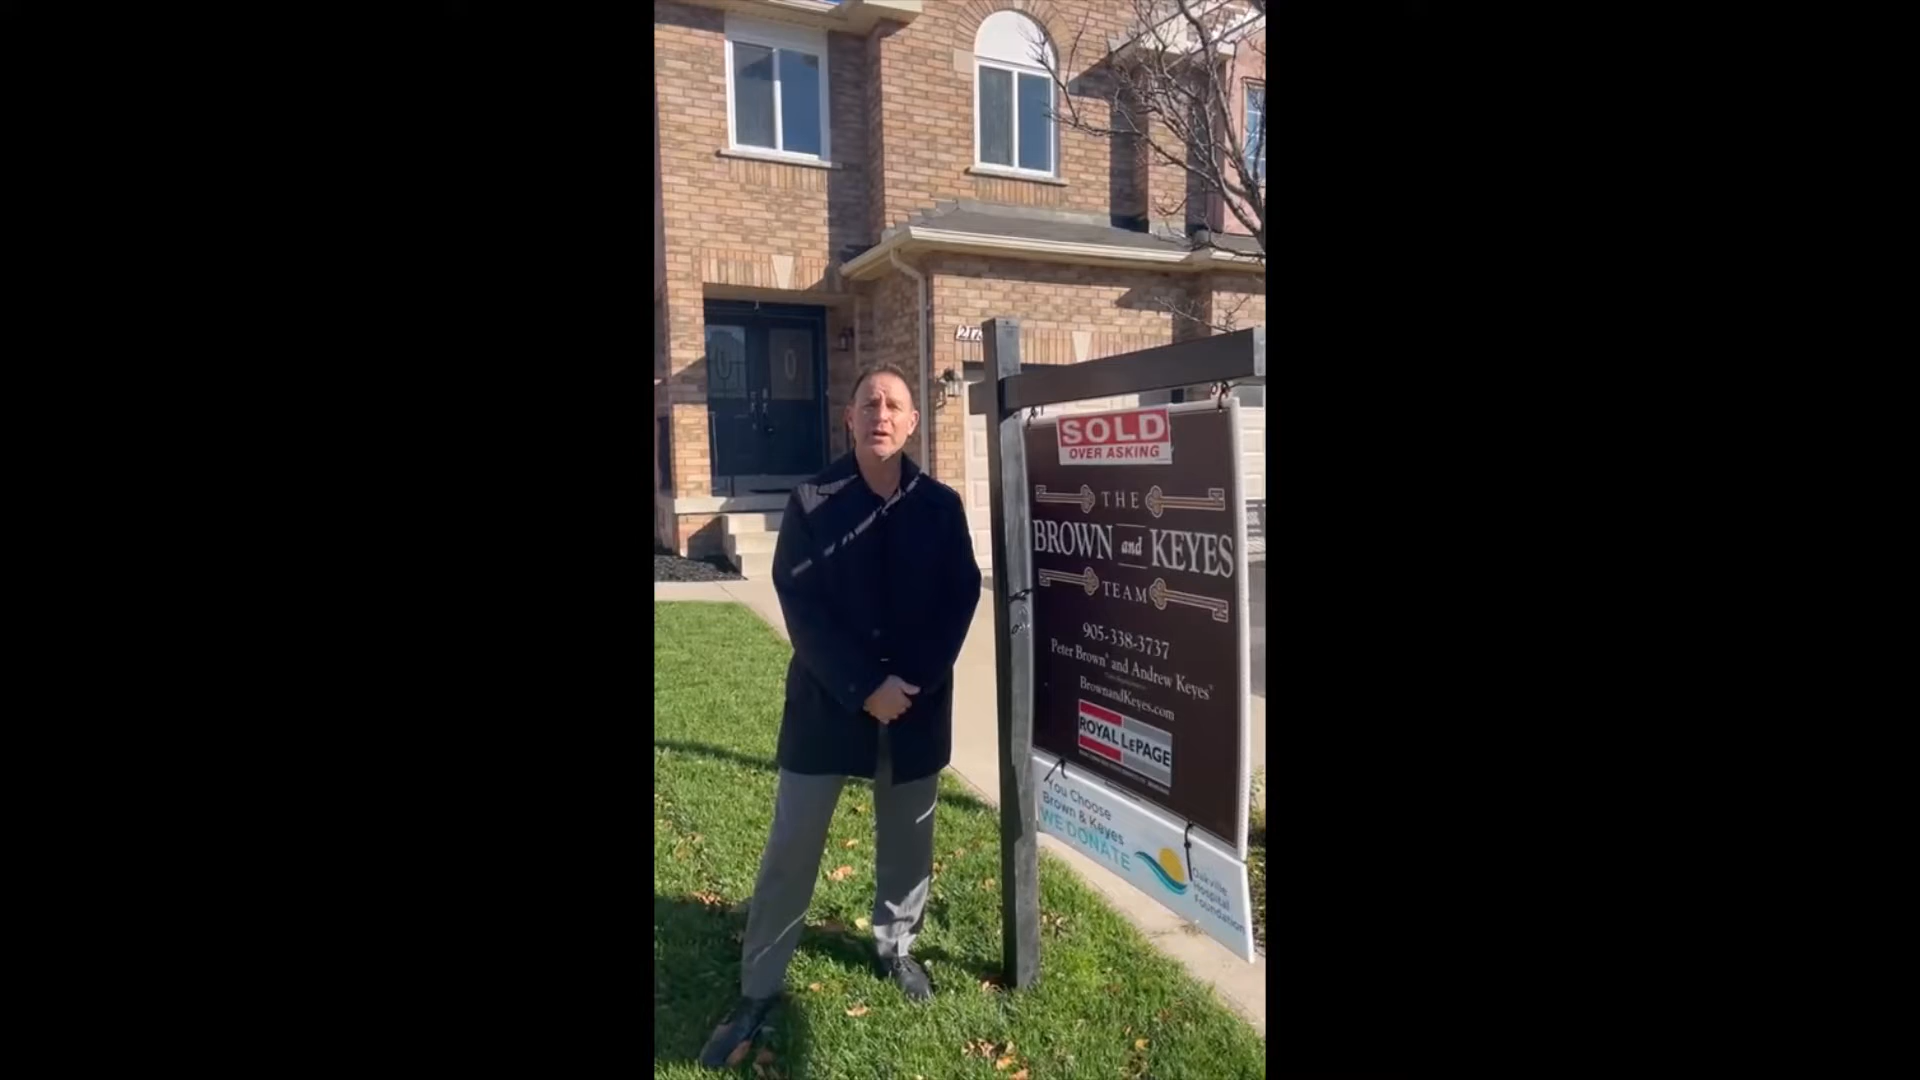 SOLD
OVER ASKING
THE
BROWN and KEYES
TEAM
905-338-3737
Peter Brown* and Andrew Keyes*
BrownandKeyes.com
ROYAL LEPAGE
You Choose
Brown & Keyes
WE DONATE
Oakville
Hospital
Foundation